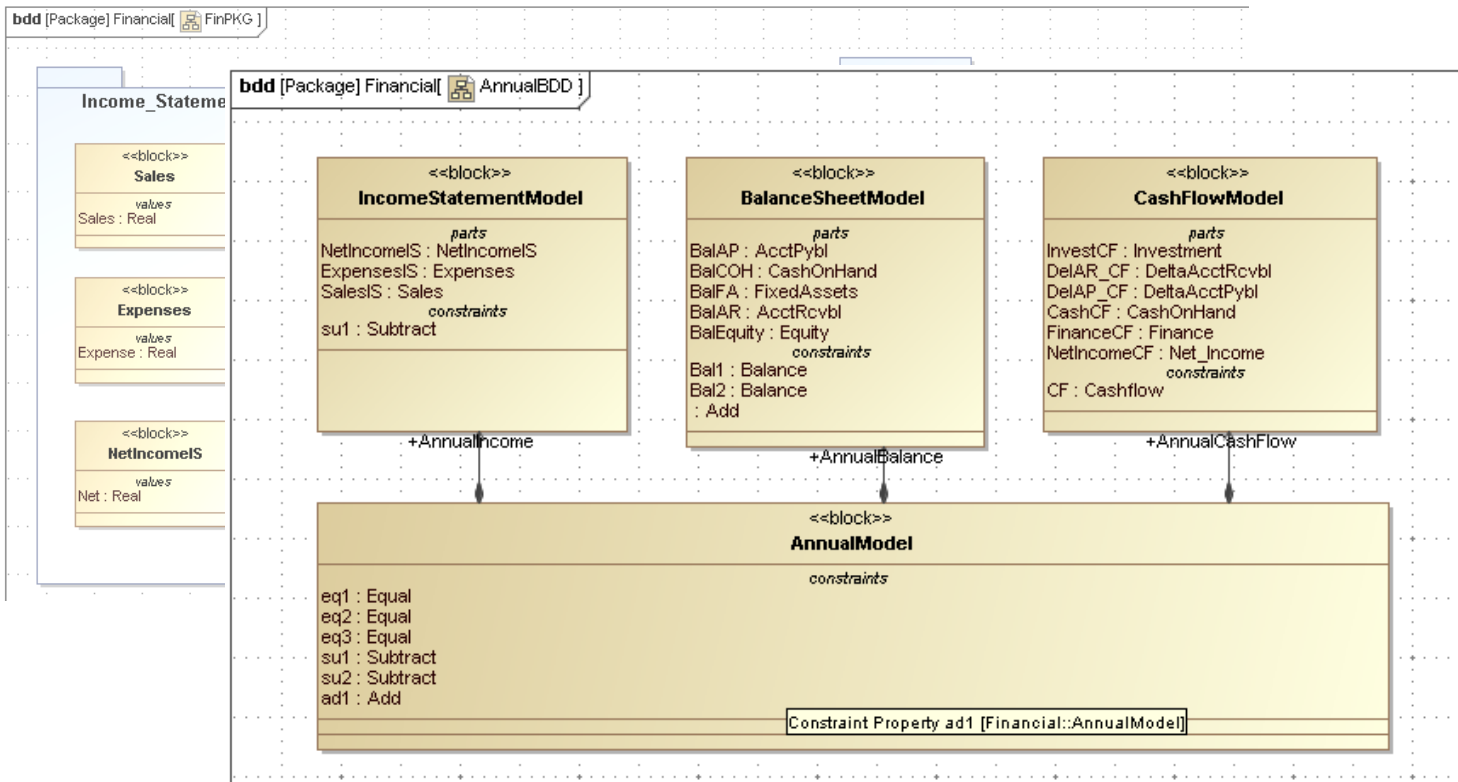 bdd [Package] Financial[ FinPKG ]
Income_Stateme
<<block>>
Sales
values
Sales : Real
<<block>>
Expenses
values
Expense : Real
<<block>>
NetIncomeIS
values
Net : Real
bdd [Package] Financial[ AnnualBDD ]
<<block>>
IncomeStatementModel
parts
NetIncomeIS : NetIncomeIS
ExpensesIS : Expenses
SalesIS : Sales
constraints
su1 : Subtract
+AnnualIncome
<<block>>
BalanceSheetModel
parts
BalAP : AcctPybl
BalCOH : CashOnHand
BalFA : FixedAssets
BalAR : AcctRcvbl
BalEquity : Equity
constraints
Bal1 : Balance
Bal2 : Balance
: Add
+AnnualBalance
<<block>>
CashFlowModel
parts
InvestCF : Investment
DelAR_CF : DeltaAcctRcvbl
DelAP_CF : DeltaAcctPybl
CashCF : CashOnHand
FinanceCF : Finance
NetIncomeCF : Net_Income
constraints
CF : Cashflow
+AnnualCashFlow
<<block>>
AnnualModel
constraints
eq1 : Equal
eq2 : Equal
eq3 : Equal
su1 : Subtract
su2 : Subtract
ad1 : Add
Constraint Property ad1 [Financial::AnnualModel]